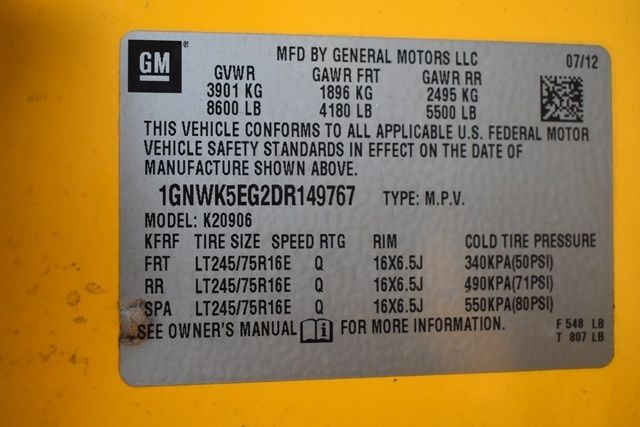 GM
MFD BY GENERAL MOTORS LLC 07/12
GVWR GAWR FRT GAWR RR
3901 KG 1896 KG 2495 KG
8600 LB 4180 LB 5500 LB
THIS VEHICLE CONFORMS TO ALL APPLICABLE U.S. FEDERAL MOTOR
VEHICLE SAFETY STANDARDS IN EFFECT ON THE DATE OF
MANUFACTURE SHOWN ABOVE.
1GNWK5EG2DR149767 TYPE: M.P.V.
MODEL: K20906
KFRF TIRE SIZE SPEED RTG RIM COLD TIRE PRESSURE
FRT LT245/75R16E Q 16X6.5J 340KPA(50PSI)
RR LT245/75R16E Q 16X6.5J 490KPA(71PSI)
SPA LT245/75R16E Q 16X6.5J 550KPA(80PSI)
SEE OWNER'S MANUAL FOR MORE INFORMATION. F 548 LB
T 807 LB